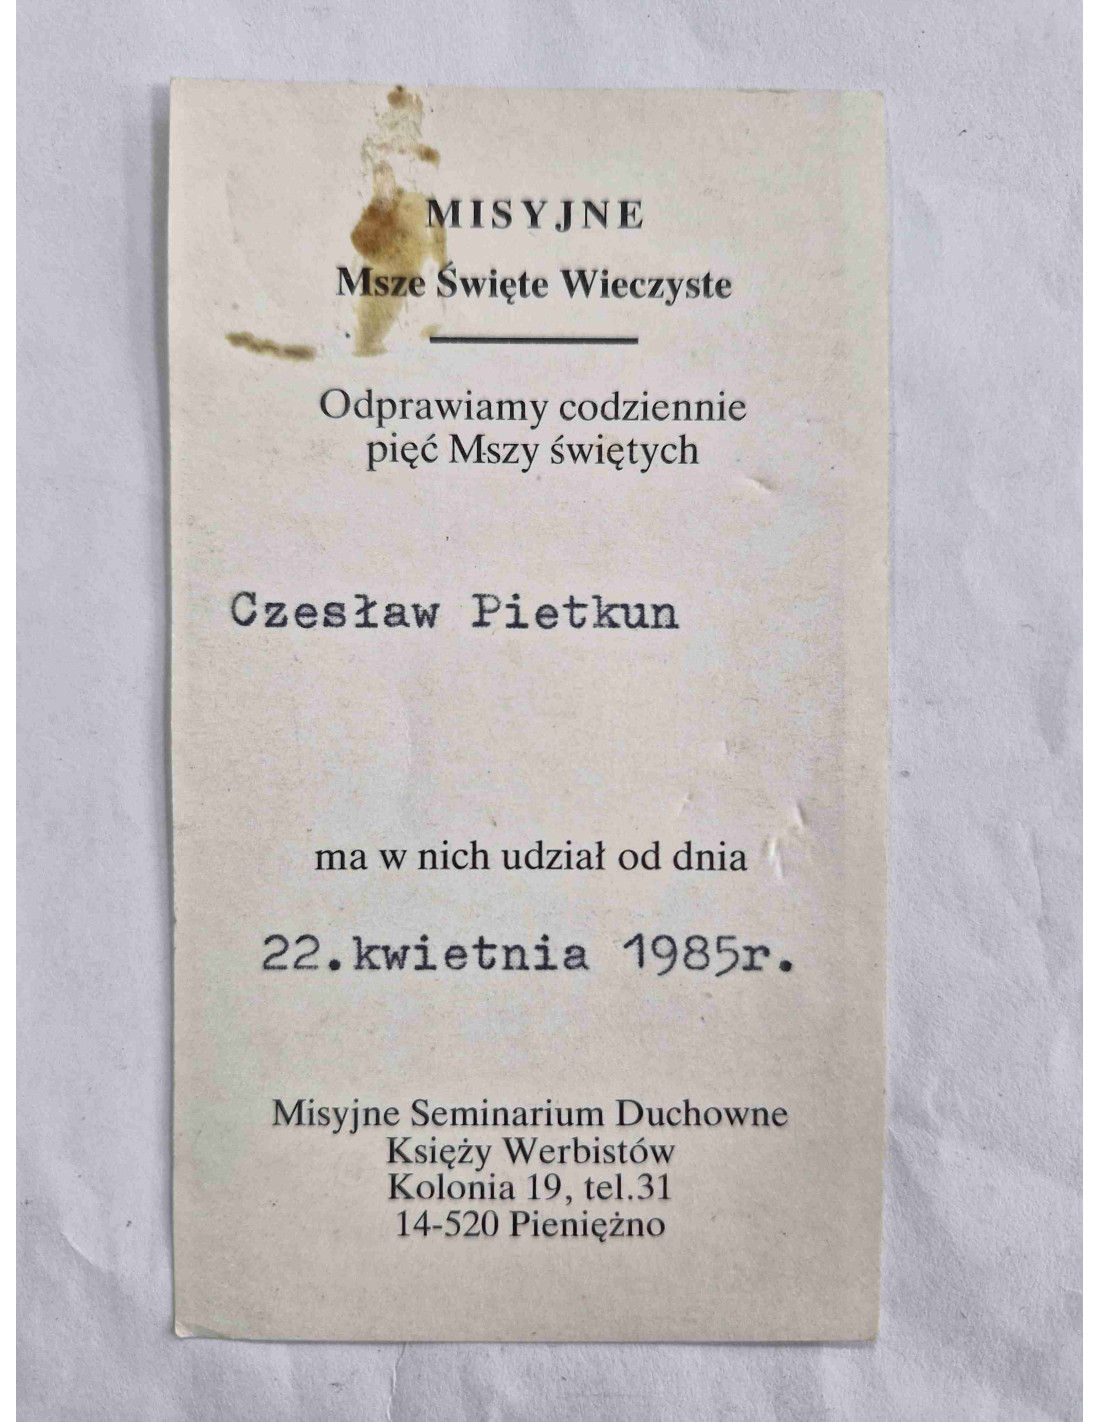 MISYJNE
Msze Święte Wieczyste
Odprawiamy codziennie
pięć Mszy świętych
Czesław Pietkun
ma w nich udział od dnia
22.kwietnia 1985r.
Misyjne Seminarium Duchowne
Księży Werbistów
Kolonia 19, tel.31
14-520 Pieniężno